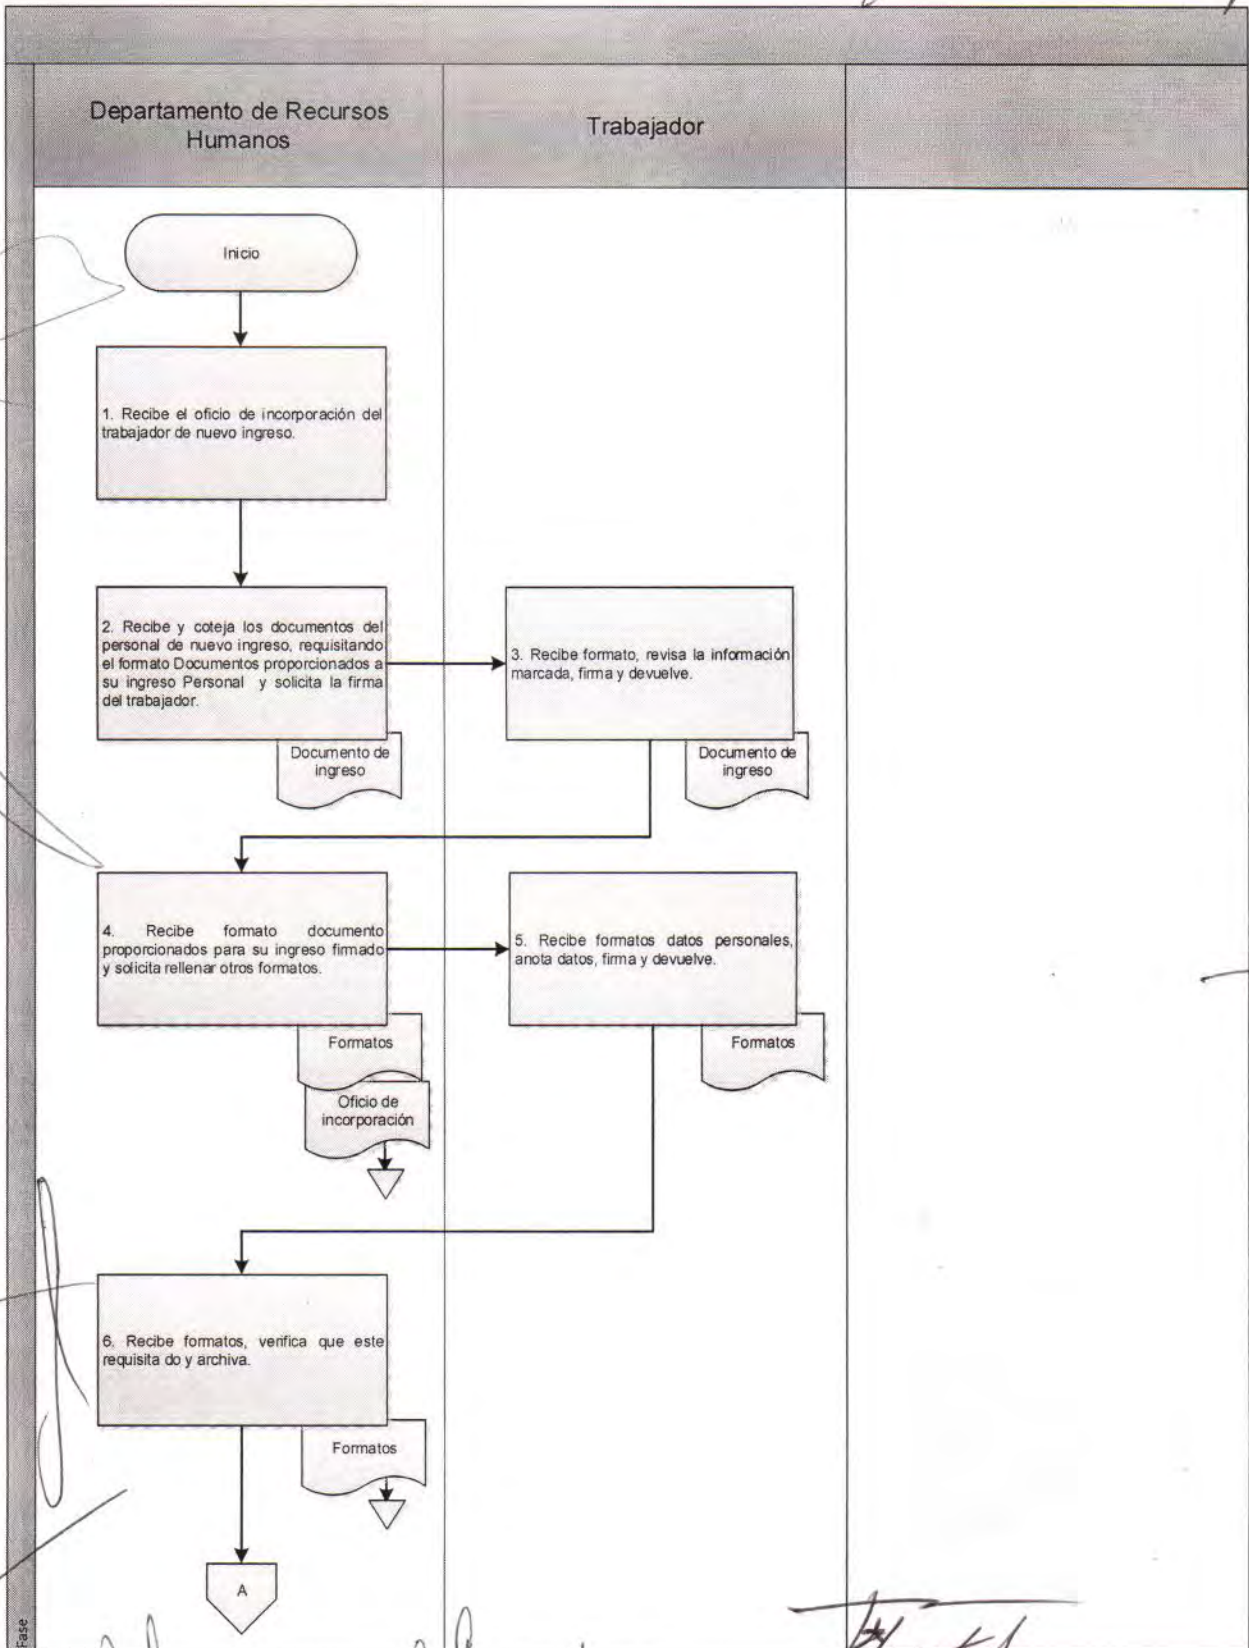 Departamento de Recursos
Humanos
Trabajador
Inicio
1. Recibe el oficio de incorporación del
trabajador de nuevo ingreso.
2. Recibe y coteja los documentos del
personal de nuevo ingreso, requisitando
el formato Documentos proporcionados a
su ingreso Personal y solicita la firma
del trabajador.
Documento de
ingreso
3. Recibe formato, revisa la información
marcada, firma y devuelve.
Documento de
ingreso
4. Recibe formato documento
proporcionados para su ingreso firmado
y solicita rellenar otros formatos.
Formatos
Oficio de
incorporación
5. Recibe formatos datos personales,
anota datos, firma y devuelve.
Formatos
6. Recibe formatos, verifica que este
requisita do y archiva.
Formatos
A
Fase